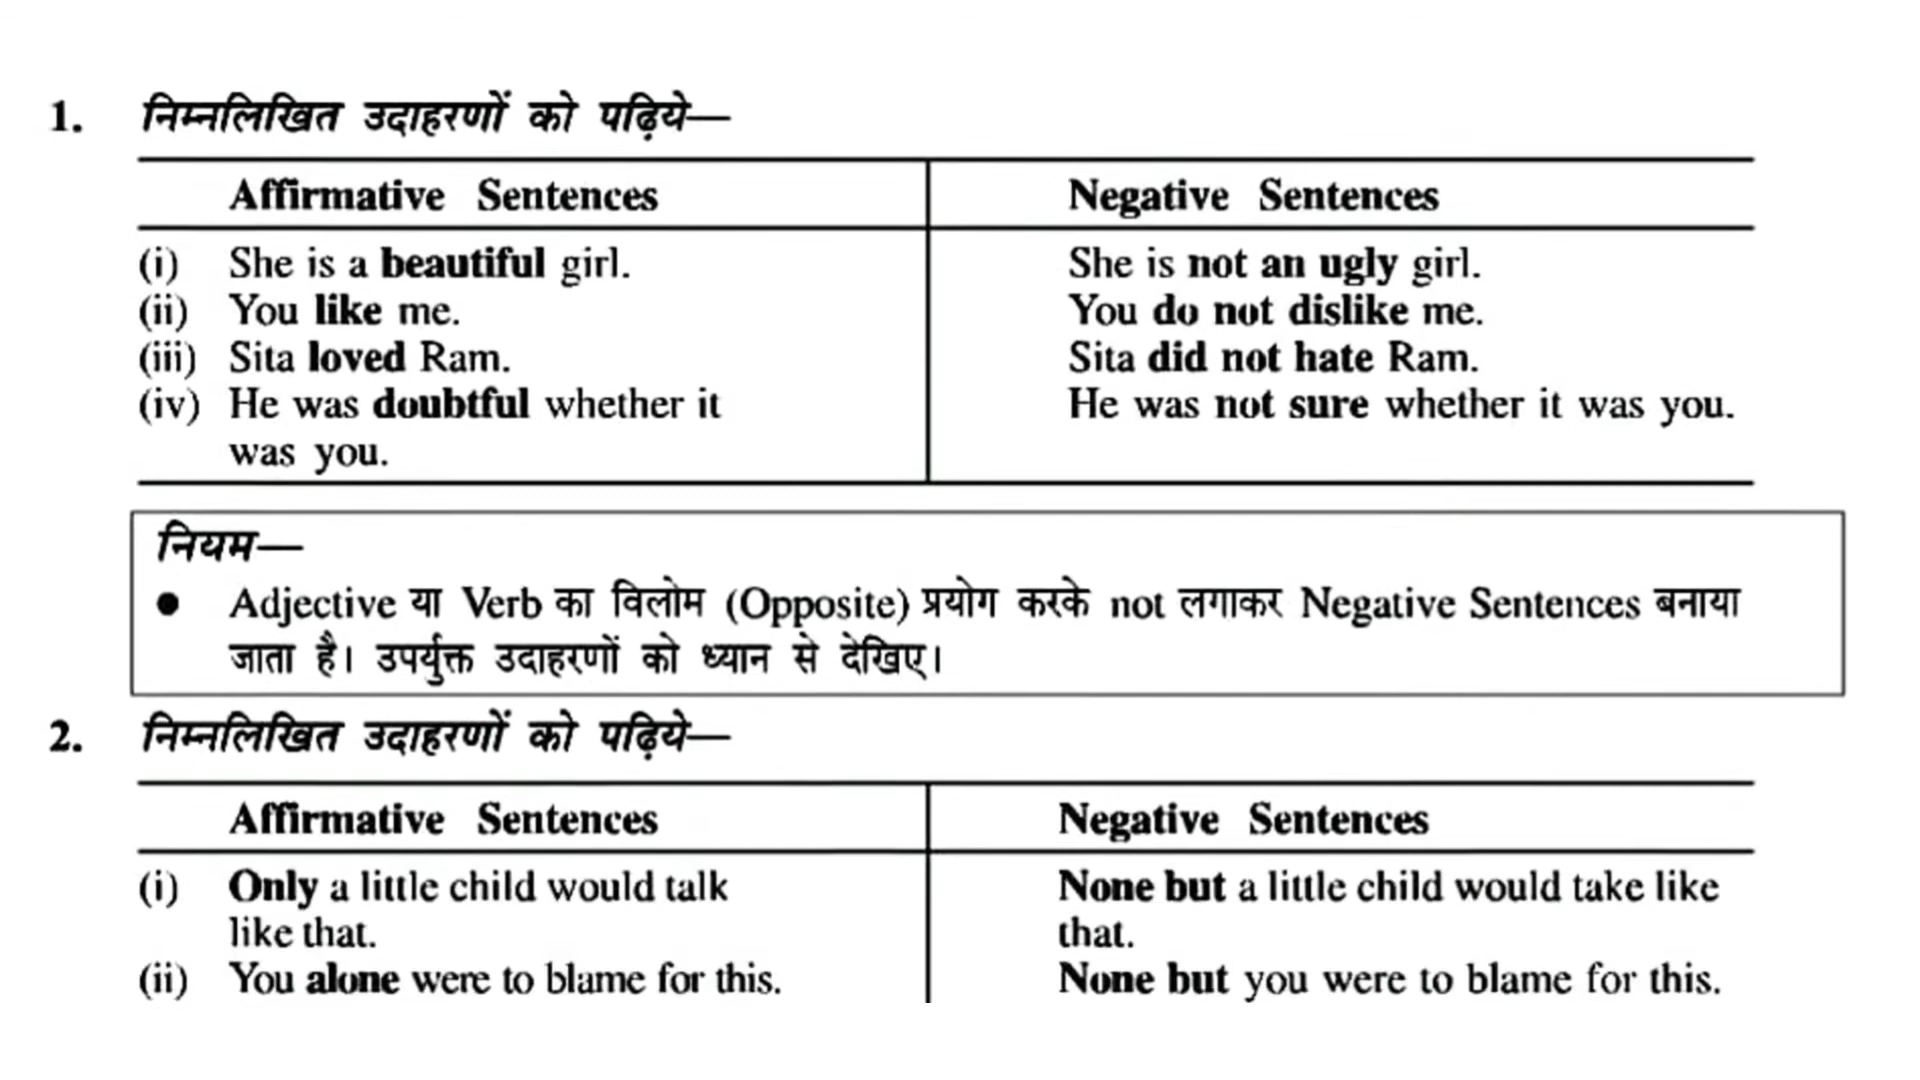 1. निम्नलिखित उदाहरणों को पढ़िये—
Affirmative Sentences Negative Sentences
(i) She is a beautiful girl. She is not an ugly girl.
(ii) You like me. You do not dislike me.
(iii) Sita loved Ram. Sita did not hate Ram.
(iv) He was doubtful whether it He was not sure whether it was you.
was you.
नियम—
● Adjective या Verb का विलोम (Opposite) प्रयोग करके not लगाकर Negative Sentences बनाया
जाता है। उपर्युक्त उदाहरणों को ध्यान से देखिए।
2. निम्नलिखित उदाहरणों को पढ़िये—
Affirmative Sentences Negative Sentences
(i) Only a little child would talk None but a little child would take like
like that. that.
(ii) You alone were to blame for this. None but you were to blame for this.